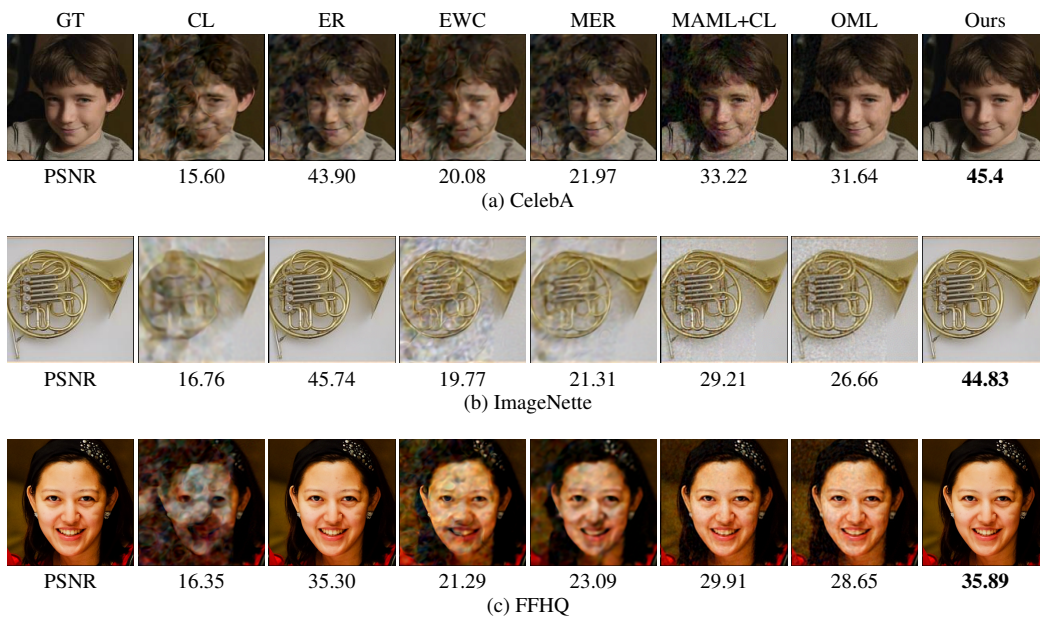 GT CL ER EWC MER MAML+CL OML Ours
PSNR 15.60 43.90 20.08 21.97 33.22 31.64 45.4
(a) CelebA
PSNR 16.76 45.74 19.77 21.31 29.21 26.66 44.83
(b) ImageNette
PSNR 16.35 35.30 21.29 23.09 29.91 28.65 35.89
(c) FFHQ